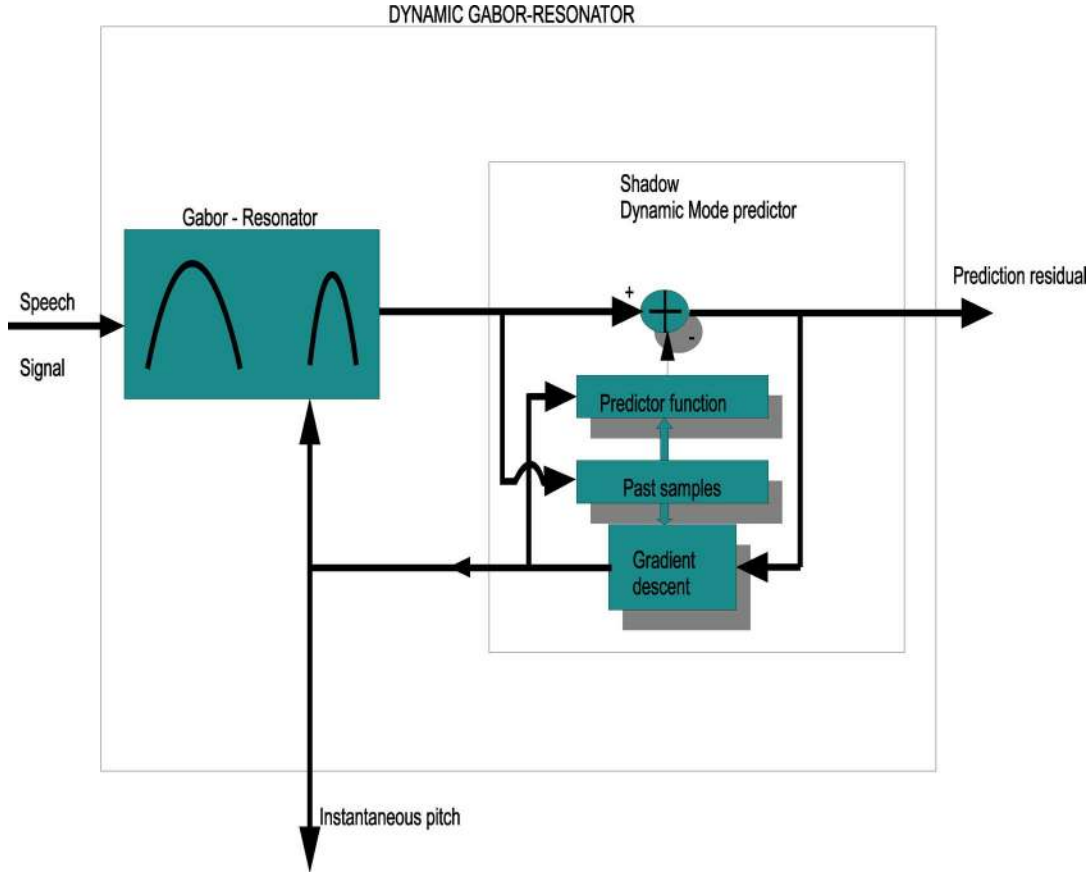 DYNAMIC GABOR-RESONATOR
Shadow
Dynamic Mode predictor
Gabor - Resonator
Speech
Signal
+
-
Prediction residual
Predictor function
Past samples
Gradient
descent
Instantaneous pitch